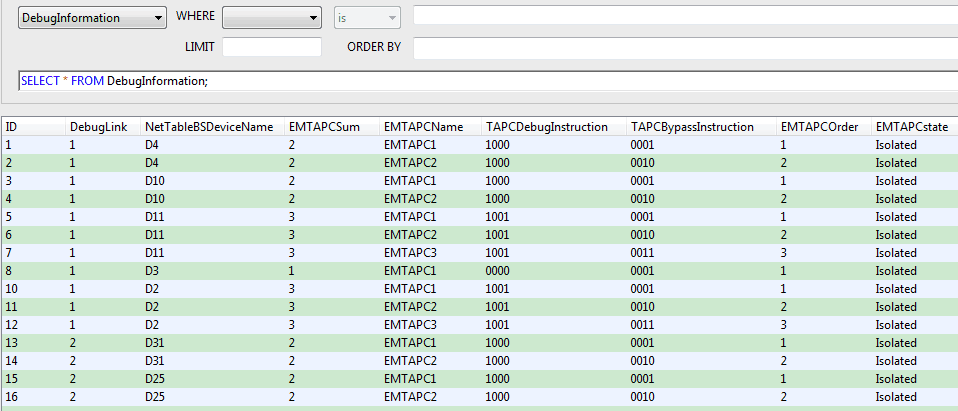 DebugInformation WHERE is
LIMIT ORDER BY
SELECT * FROM DebugInformation;
ID DebugLink NetTableBSDeviceName EMTAPCSum EMTAPCName TAPCDebugInstruction TAPCBypassInstruction EMTAPCOrder EMTAPCstate
1 1 D4 2 EMTAPC1 1000 0001 1 Isolated
2 1 D4 2 EMTAPC2 1000 0010 2 Isolated
3 1 D10 2 EMTAPC1 1000 0001 1 Isolated
4 1 D10 2 EMTAPC2 1000 0010 2 Isolated
5 1 D11 3 EMTAPC1 1001 0001 1 Isolated
6 1 D11 3 EMTAPC2 1001 0010 2 Isolated
7 1 D11 3 EMTAPC3 1001 0011 3 Isolated
8 1 D3 1 EMTAPC1 0000 0001 1 Isolated
10 1 D2 3 EMTAPC1 1001 0001 1 Isolated
11 1 D2 3 EMTAPC2 1001 0010 2 Isolated
12 1 D2 3 EMTAPC3 1001 0011 3 Isolated
13 2 D31 2 EMTAPC1 1000 0001 1 Isolated
14 2 D31 2 EMTAPC2 1000 0010 2 Isolated
15 2 D25 2 EMTAPC1 1000 0001 1 Isolated
16 2 D25 2 EMTAPC2 1000 0010 2 Isolated